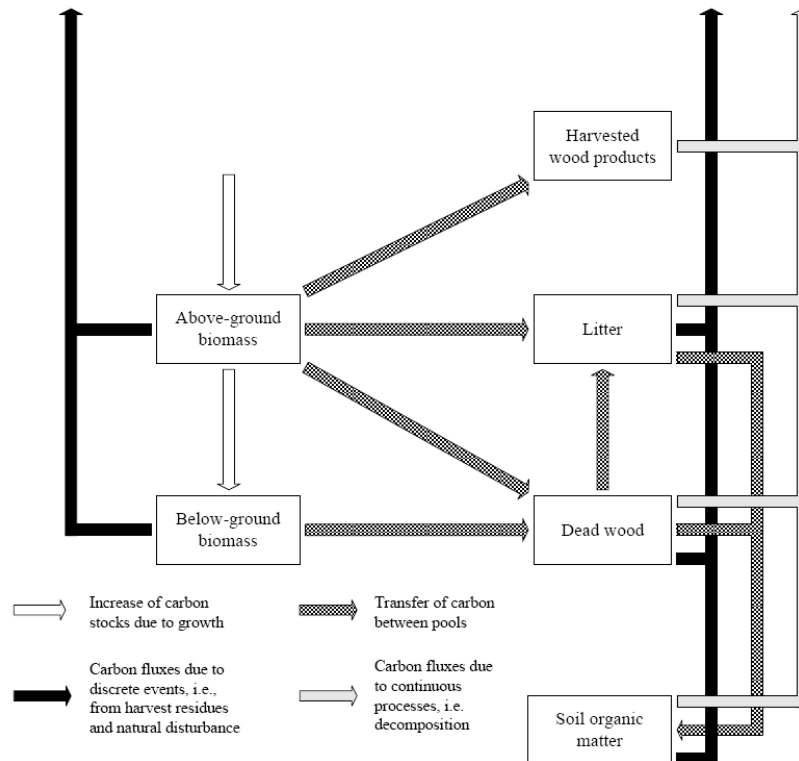 Harvested
wood products
Above-ground
biomass
Litter
Below-ground
biomass
Dead wood
Increase of carbon
stocks due to growth
Transfer of carbon
between pools
Carbon fluxes due to
discrete events, i.e.,
from harvest residues
and natural disturbance
Carbon fluxes due
to continuous
processes, i.e.
decomposition
Soil organic
matter